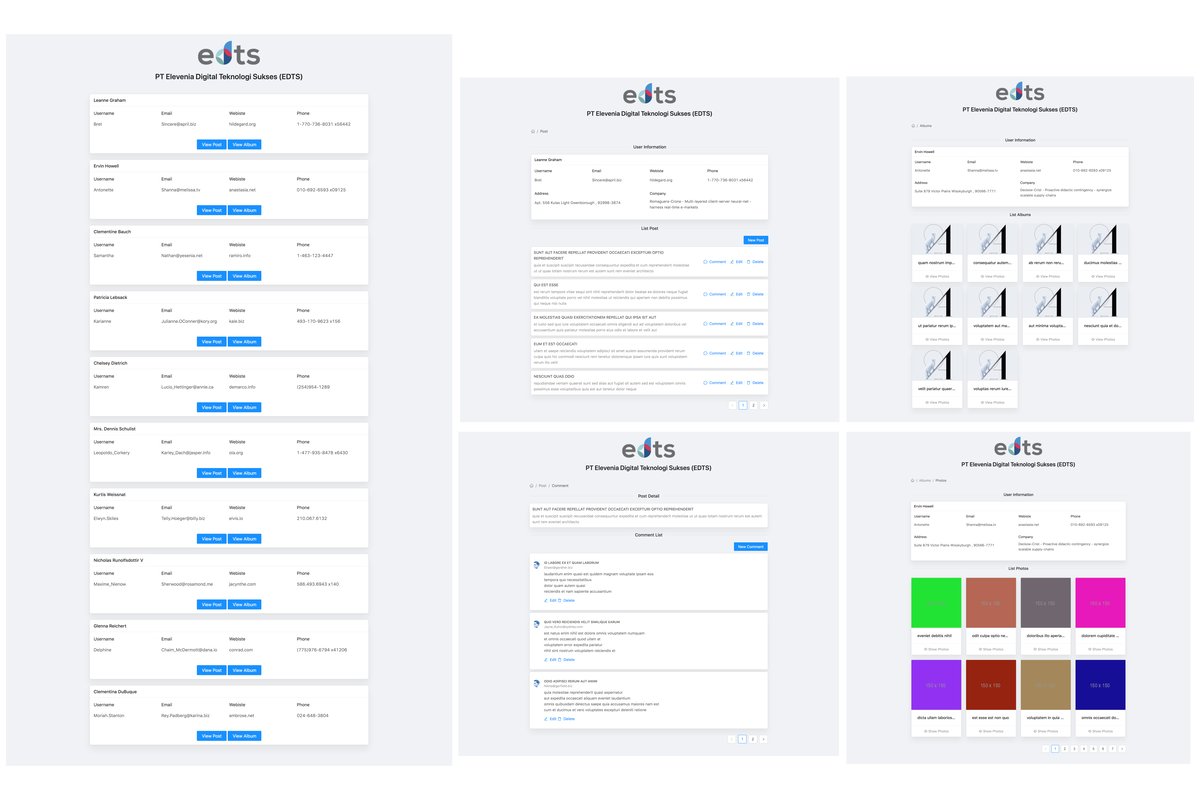 edts
PT Elevenia Digital Teknologi Sukses (EDTS)
Leanne Graham
Username Email Webiste Phone
Bret Sincere@april.biz hildegard.org 1-770-736-8031 x56442
View Post View Album
Ervin Howell
Username Email Webiste Phone
Antonette Shanna@melissa.tv anastasia.net 010-692-6593 x09125
View Post View Album
Clementine Bauch
Username Email Webiste Phone
Samantha Nathan@yesenia.net ramiro.info 1-463-123-4447
View Post View Album
Patricia Lebsack
Username Email Webiste Phone
Karianne Julianne.OConner@kory.org kale.biz 493-170-9623 x156
View Post View Album
Chelsey Dietrich
Username Email Webiste Phone
Kamren Lucio_Hettinger@annie.ca demarco.info (254)954-1289
View Post View Album
Mrs. Dennis Schulist
Username Email Webiste Phone
Leopoldo_Corkery Karley_Dach@jasper.info ola.org 1-477-935-8478 x6430
View Post View Album
Kurtis Weissnat
Username Email Webiste Phone
Elwyn.Skiles Telly.Hoeger@billy.biz elvis.io 210.067.6132
View Post View Album
Nicholas Runolfsdottir V
Username Email Webiste Phone
Maxime_Nienow Sherwood@rosamond.me jacynthe.com 586.493.6943 x140
View Post View Album
Glenna Reichert
Username Email Webiste Phone
Delphine Chaim_McDermott@dana.io conrad.com (775)976-6794 x41206
View Post View Album
Clementina DuBuque
Username Email Webiste Phone
Moriah.Stanton Rey.Padberg@karina.biz ambrose.net 024-648-3804
View Post View Album
edts
PT Elevenia Digital Teknologi Sukses (EDTS)
/ Post
User Information
Leanne Graham
Username Email Webiste Phone
Bret Sincere@april.biz hildegard.org 1-770-736-8031 x56442
Address Company
Apt. 556 Kulas Light Gwenborough , 92998-3874 Romaguera-Crona - Multi-layered client-server neural-net -
harness real-time e-markets
List Post
New Post
SUNT AUT FACERE REPELLAT PROVIDENT OCCAECATI EXCEPTURI OPTIO
REPREHENDERIT
quia et suscipit suscipit recusandae consequuntur expedita et cum reprehenderit molestiae
ut ut quas totam nostrum rerum est autem sunt rem eveniet architecto
Comment Edit Delete
QUI EST ESSE
est rerum tempore vitae sequi sint nihil reprehenderit dolor beatae ea dolores neque fugiat
blanditiis voluptate porro vel nihil molestiae ut reiciendis qui aperiam non debitis possimus
qui neque nisi nulla
Comment Edit Delete
EA MOLESTIAS QUASI EXERCITATIONEM REPELLAT QUI IPSA SIT AUT
et iusto sed quo iure voluptatem occaecati omnis eligendi aut ad voluptatem doloribus vel
accusantium quis pariatur molestiae porro eius odio et labore et velit aut
Comment Edit Delete
EUM ET EST OCCAECATI
ullam et saepe reiciendis voluptatem adipisci sit amet autem assumenda provident rerum
culpa quis hic commodi nesciunt rem tenetur doloremque ipsam iure quis sunt voluptatem
rerum illo velit
Comment Edit Delete
NESCIUNT QUAS ODIO
repudiandae veniam quaerat sunt sed alias aut fugiat sit autem sed est voluptatem omnis
possimus esse voluptatibus quis est aut tenetur dolor neque
Comment Edit Delete
< 1 2 >
edts
PT Elevenia Digital Teknologi Sukses (EDTS)
/ Albums
User Information
Ervin Howell
Username Email Webiste Phone
Antonette Shanna@melissa.tv anastasia.net 010-692-6593 x09125
Address Company
Suite 879 Victor Plains Wisokyburgh , 90566-7771 Deckow-Crist - Proactive didactic contingency - synergize
scalable supply-chains
List Albums
quam nostrum imp... consequatur autem... ab rerum non reru... ducimus molestias ...
View Photos View Photos View Photos View Photos
ut pariatur rerum ip... voluptatem aut ma... aut minima volupta... nesciunt quia et do...
View Photos View Photos View Photos View Photos
velit pariatur quaer... voluptas rerum iure...
View Photos View Photos
edts
PT Elevenia Digital Teknologi Sukses (EDTS)
/ Post / Comment
Post Detail
SUNT AUT FACERE REPELLAT PROVIDENT OCCAECATI EXCEPTURI OPTIO REPREHENDERIT
quia et suscipit suscipit recusandae consequuntur expedita et cum reprehenderit molestiae ut ut quas totam nostrum rerum est autem
sunt rem eveniet architecto
Comment List
New Comment
ID LABORE EX ET QUAM LABORUM
Eliseo@gardner.biz
laudantium enim quasi est quidem magnam voluptate ipsam eos
tempora quo necessitatibus
dolor quam autem quasi
reiciendis et nam sapiente accusantium
Edit Delete
QUO VERO REICIENDIS VELIT SIMILIQUE EARUM
Jayne_Kuhic@sydney.com
est natus enim nihil est dolore omnis voluptatem numquam
et omnis occaecati quod ullam at
voluptatem error expedita pariatur
nihil sint nostrum voluptatem reiciendis et
Edit Delete
ODIO ADIPISCI RERUM AUT ANIMI
Nikita@garfield.biz
quia molestiae reprehenderit quasi aspernatur
aut expedita occaecati aliquam eveniet laudantium
omnis quibusdam delectus saepe quia accusamus maiores nam est
cum et ducimus et vero voluptates excepturi deleniti ratione
Edit Delete
< 1 2 >
edts
PT Elevenia Digital Teknologi Sukses (EDTS)
/ Albums / Photos
User Information
Ervin Howell
Username Email Webiste Phone
Antonette Shanna@melissa.tv anastasia.net 010-692-6593 x09125
Address Company
Suite 879 Victor Plains Wisokyburgh , 90566-7771 Deckow-Crist - Proactive didactic contingency - synergize
scalable supply-chains
List Photos
150 x 150 150 x 150 150 x 150 150 x 150
eveniet debitis nihil odit culpa optio ne... doloribus illo speria... dolorem cupiditate ...
Show Photos Show Photos Show Photos Show Photos
150 x 150 150 x 150 150 x 150 150 x 150
dicta ullam laborios... est esse est non quo voluptatem in quia ... omnis occaecati do...
Show Photos Show Photos Show Photos Show Photos
< 1 2 3 4 5 6 7 >